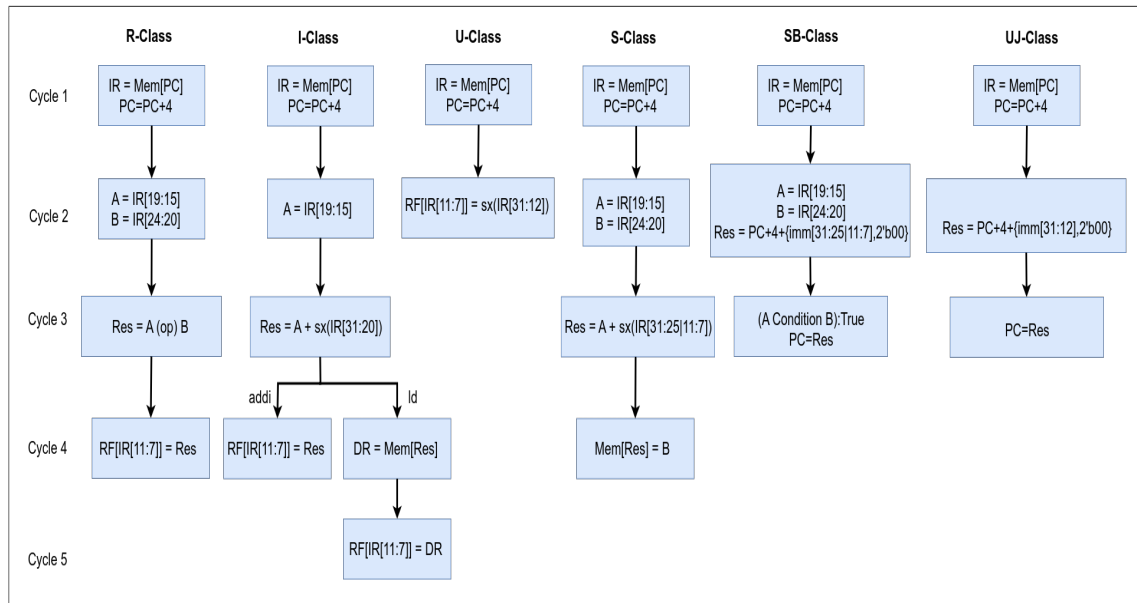 R-Class I-Class U-Class S-Class SB-Class UJ-Class
Cycle 1
IR = Mem[PC]
PC=PC+4
IR = Mem[PC]
PC=PC+4
IR = Mem[PC]
PC=PC+4
IR = Mem[PC]
PC=PC+4
IR = Mem[PC]
PC=PC+4
IR = Mem[PC]
PC=PC+4
Cycle 2
A = IR[19:15]
B = IR[24:20]
A = IR[19:15]
RF[IR[11:7]] = sx(IR[31:12])
A = IR[19:15]
B = IR[24:20]
A = IR[19:15]
B = IR[24:20]
Res = PC+4+{imm[31:25|11:7],2'b00}
Res = PC+4+{imm[31:12],2'b00}
Cycle 3
Res = A (op) B
Res = A + sx(IR[31:20])
Res = A + sx(IR[31:25|11:7])
(A Condition B):True
PC=Res
PC=Res
addi
ld
Cycle 4
RF[IR[11:7]] = Res
RF[IR[11:7]] = Res
DR = Mem[Res]
Mem[Res] = B
Cycle 5
RF[IR[11:7]] = DR